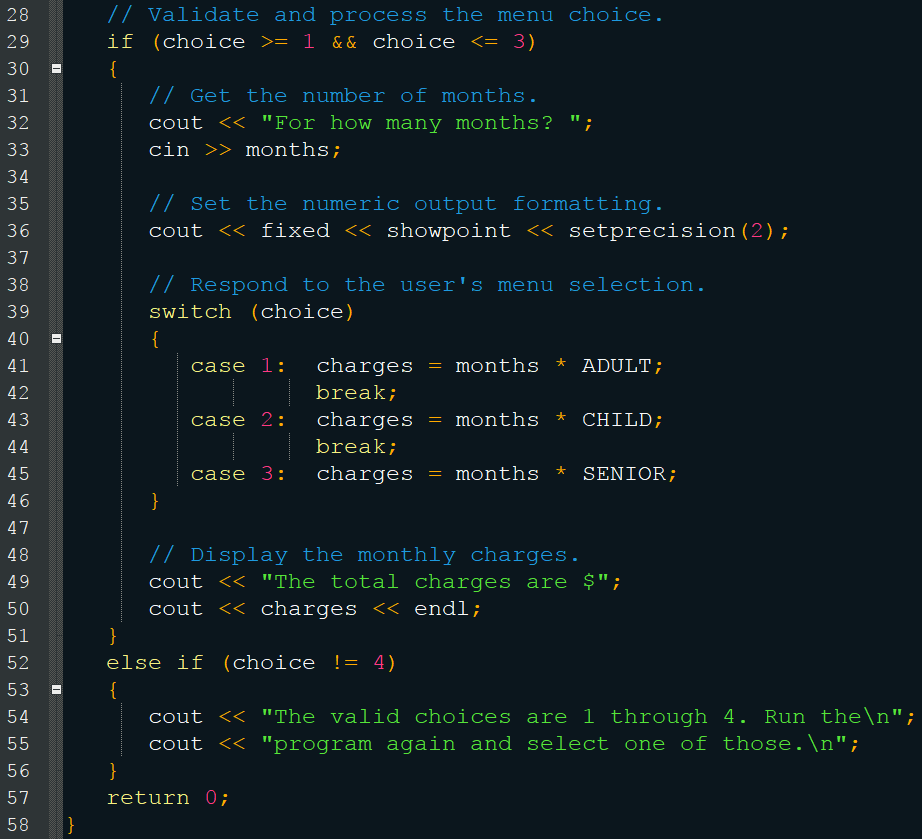 28 // Validate and process the menu choice.
29 if (choice >= 1 && choice <= 3)
30 {
31 // Get the number of months.
32 cout << "For how many months? ";
33 cin >> months;
34
35 // Set the numeric output formatting.
36 cout << fixed << showpoint << setprecision(2);
37
38 // Respond to the user's menu selection.
39 switch (choice)
40 {
41 case 1: charges = months * ADULT;
42 break;
43 case 2: charges = months * CHILD;
44 break;
45 case 3: charges = months * SENIOR;
46 }
47
48 // Display the monthly charges.
49 cout << "The total charges are $";
50 cout << charges << endl;
51 }
52 else if (choice != 4)
53 {
54 cout << "The valid choices are 1 through 4. Run the\n";
55 cout << "program again and select one of those.\n";
56 }
57 return 0;
58 }